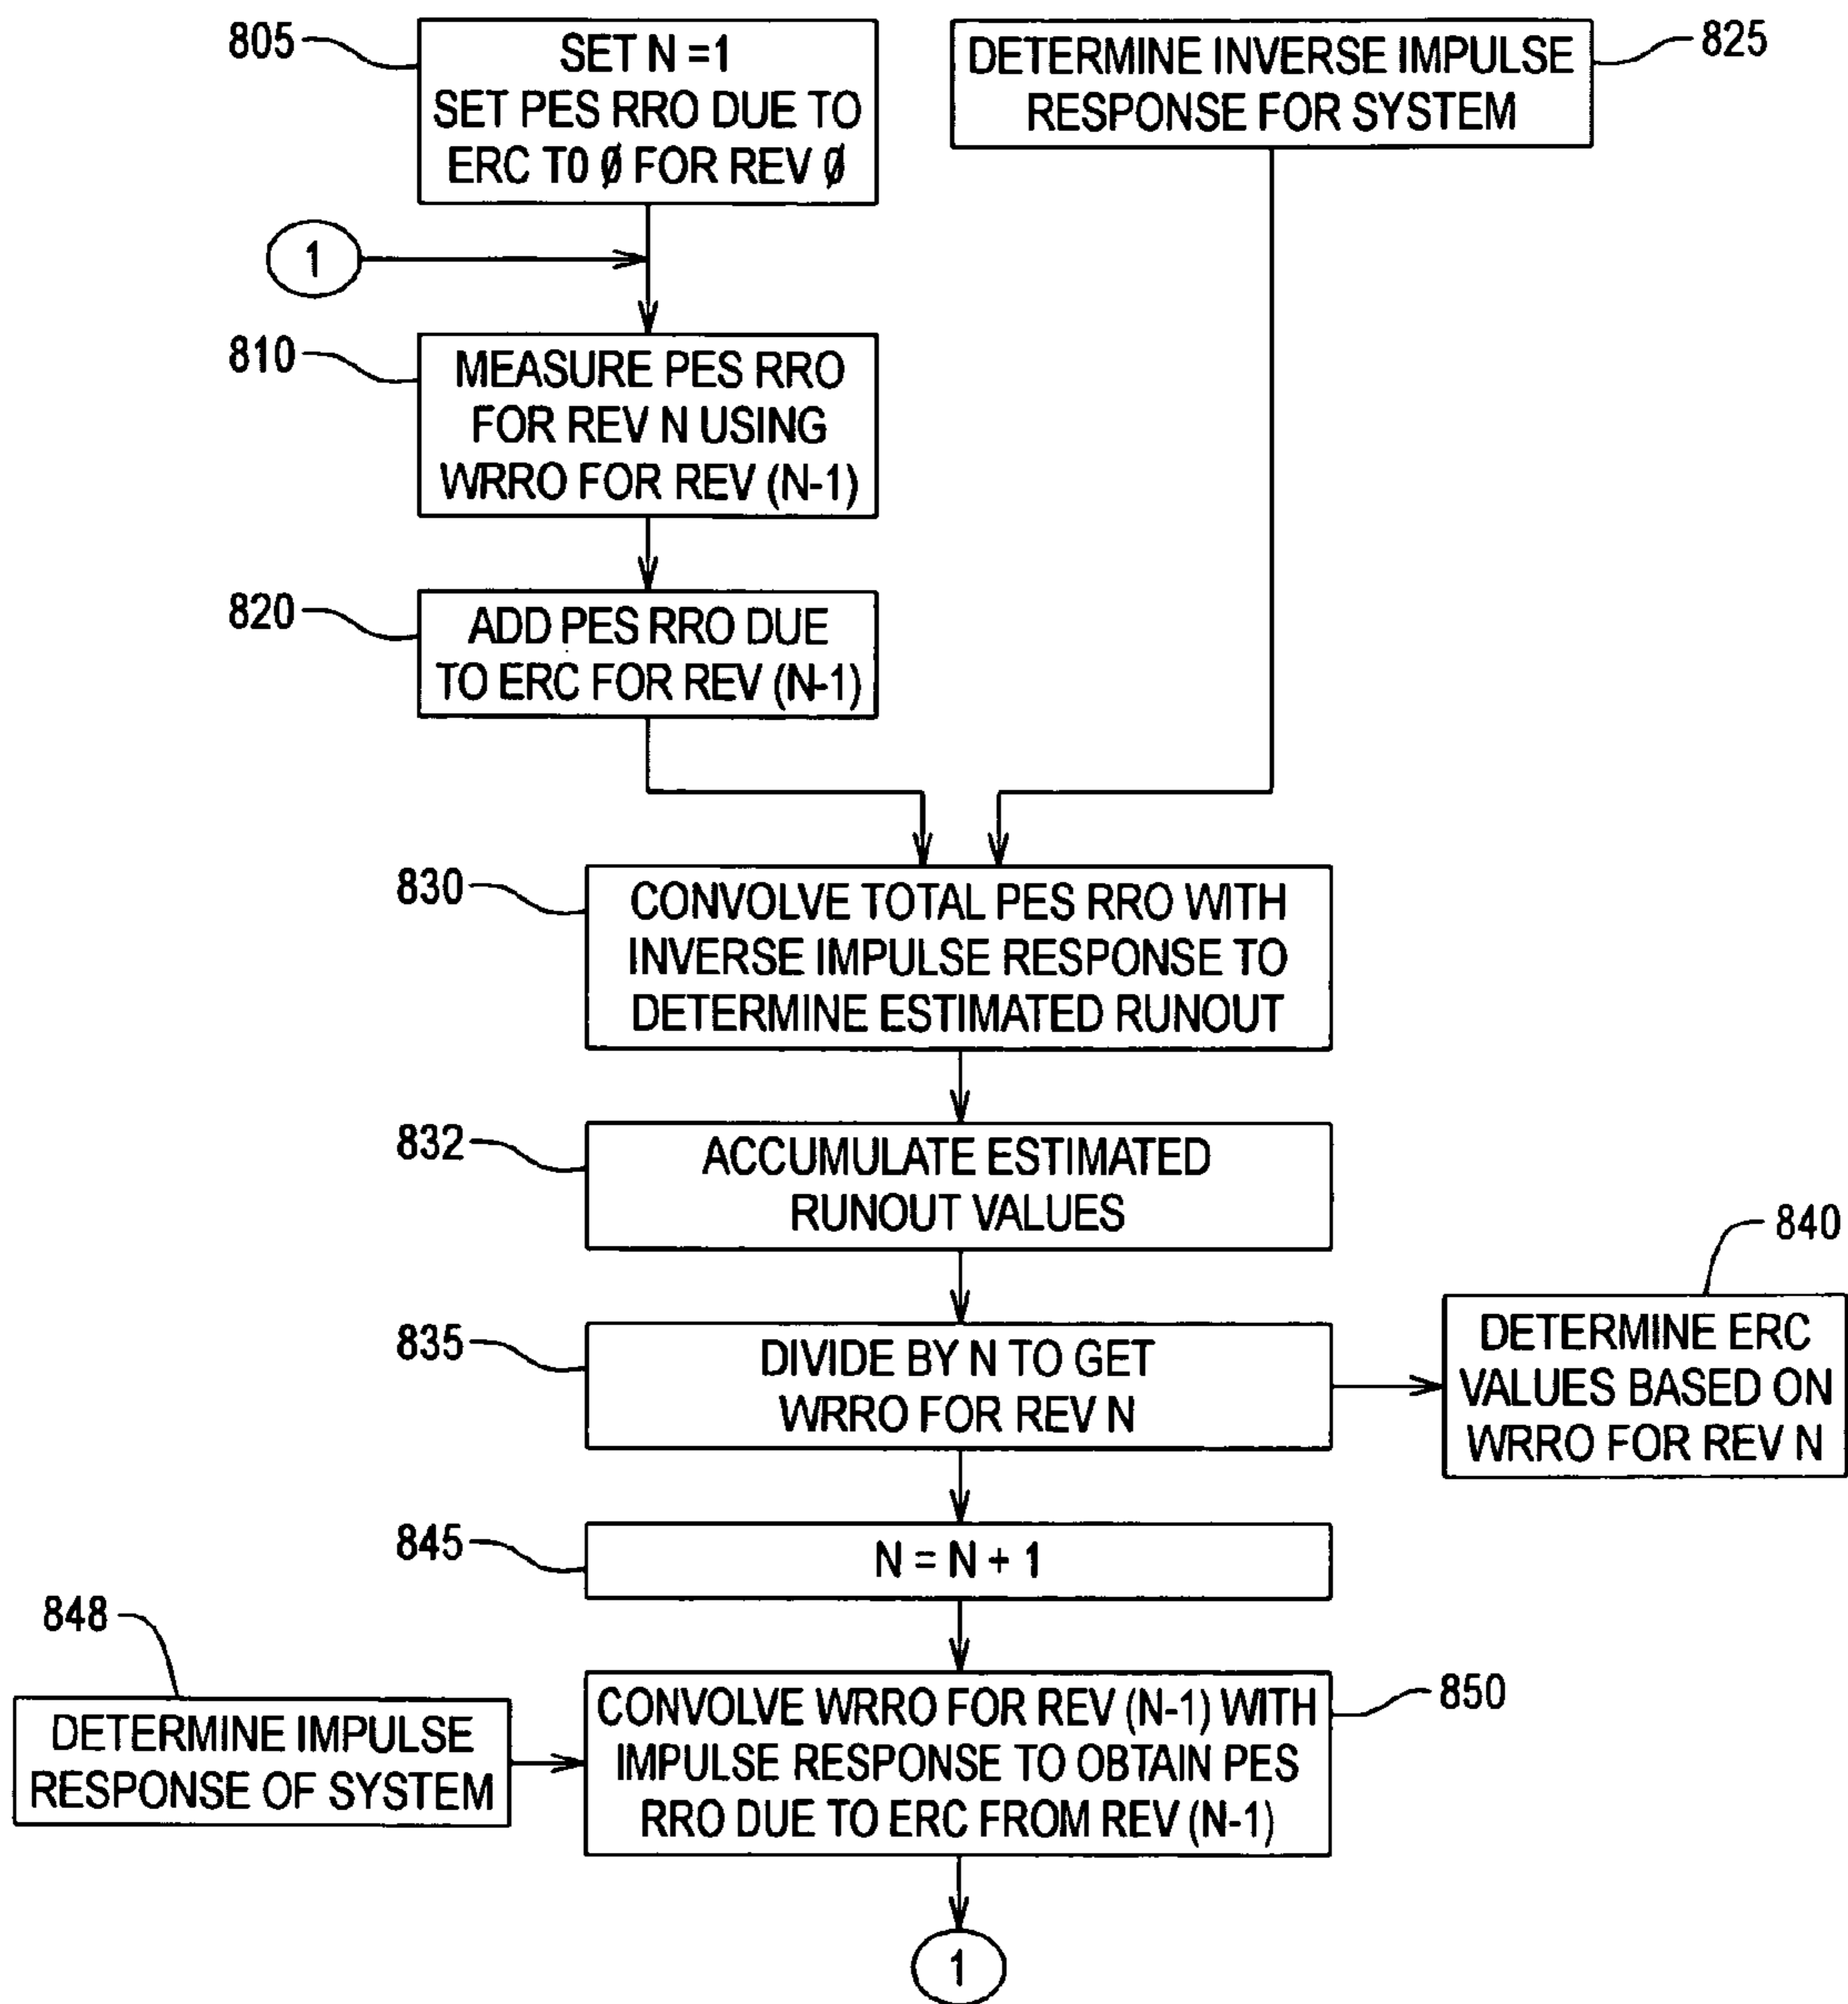 805
SET N =1
SET PES RRO DUE TO
ERC T0 Ø FOR REV Ø
825
DETERMINE INVERSE IMPULSE
RESPONSE FOR SYSTEM
1
810
MEASURE PES RRO
FOR REV N USING
WRRO FOR REV (N-1)
820
ADD PES RRO DUE
TO ERC FOR REV (N-1)
830
CONVOLVE TOTAL PES RRO WITH
INVERSE IMPULSE RESPONSE TO
DETERMINE ESTIMATED RUNOUT
832
ACCUMULATE ESTIMATED
RUNOUT VALUES
835
DIVIDE BY N TO GET
WRRO FOR REV N
840
DETERMINE ERC
VALUES BASED ON
WRRO FOR REV N
845
N = N + 1
848
DETERMINE IMPULSE
RESPONSE OF SYSTEM
850
CONVOLVE WRRO FOR REV (N-1) WITH
IMPULSE RESPONSE TO OBTAIN PES
RRO DUE TO ERC FROM REV (N-1)
1